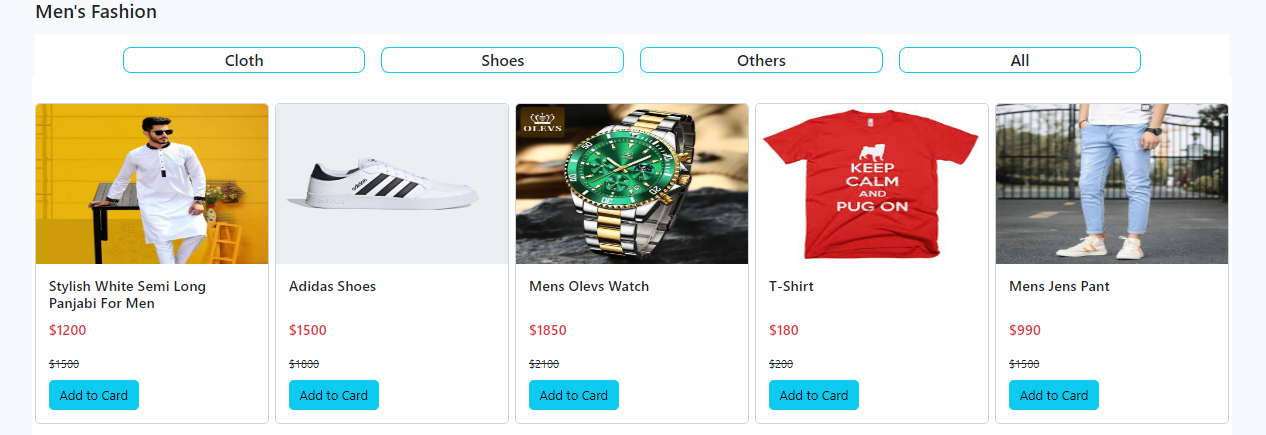 Men's Fashion
Cloth
Shoes
Others
All
OLEVS
adidas
KEEP
CALM
AND
PUG ON
Stylish White Semi Long
Panjabi For Men
$1200
$1500
Add to Card
Adidas Shoes
$1500
$1800
Add to Card
Mens Olevs Watch
$1850
$2100
Add to Card
T-Shirt
$180
$200
Add to Card
Mens Jens Pant
$990
$1500
Add to Card